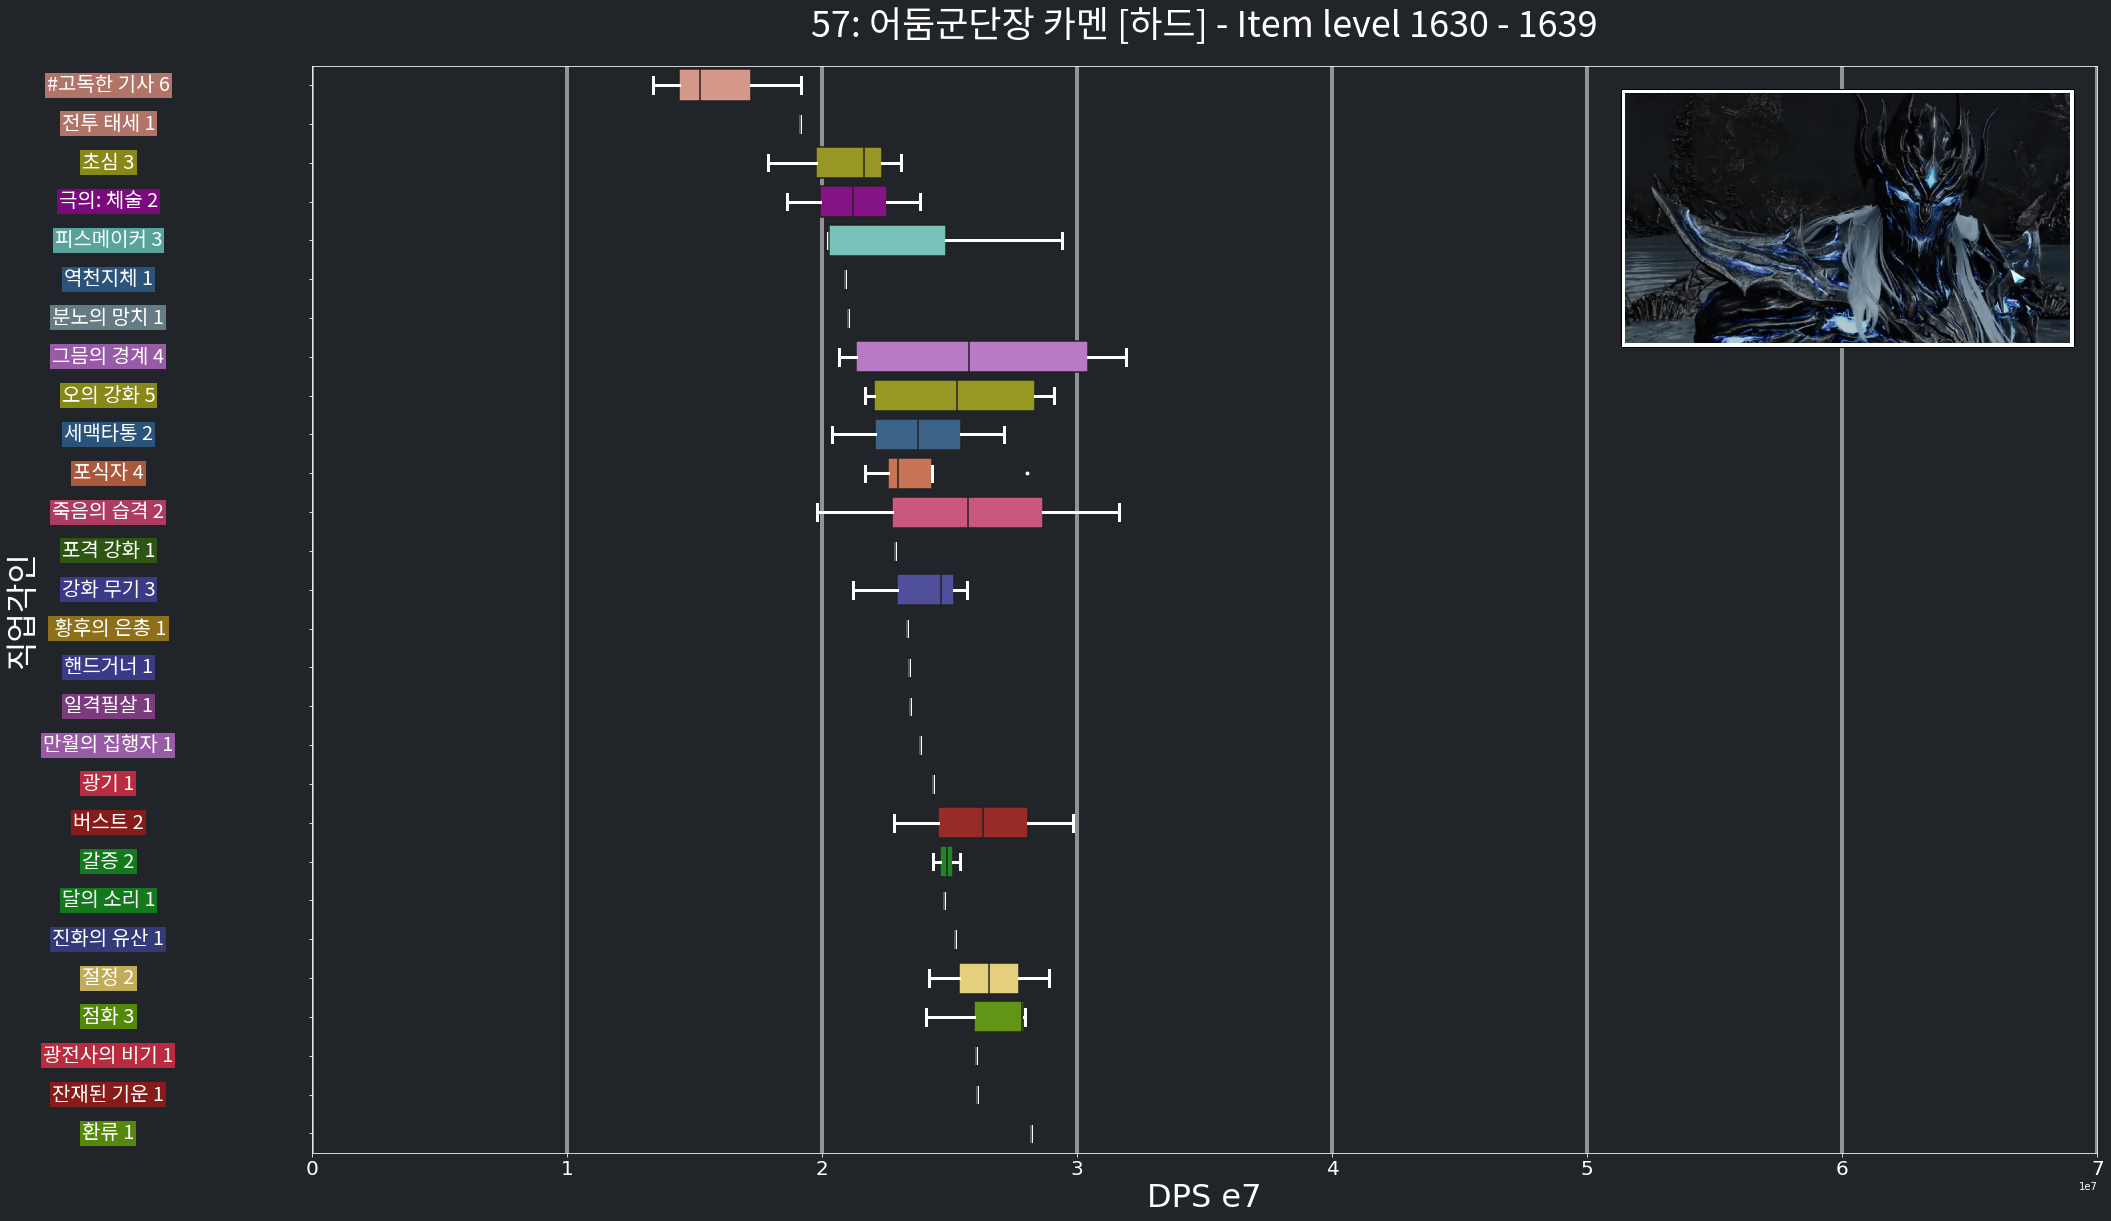 57: 어둠군단장 카멘 [하드] - Item level 1630 - 1639
#고독한 기사 6
전투 태세 1
초심 3
극의: 체술 2
피스메이커 3
역천지체 1
분노의 망치 1
그믐의 경계 4
오의 강화 5
세맥타통 2
포식자 4
죽음의 습격 2
포격 강화 1
강화 무기 3
황후의 은총 1
핸드거너 1
일격필살 1
만월의 집행자 1
광기 1
버스트 2
갈증 2
달의 소리 1
진화의 유산 1
절정 2
점화 3
광전사의 비기 1
잔재된 기운 1
환류 1
직업각인
0 1 2 3 4 5 6 7
1e7
DPS e7